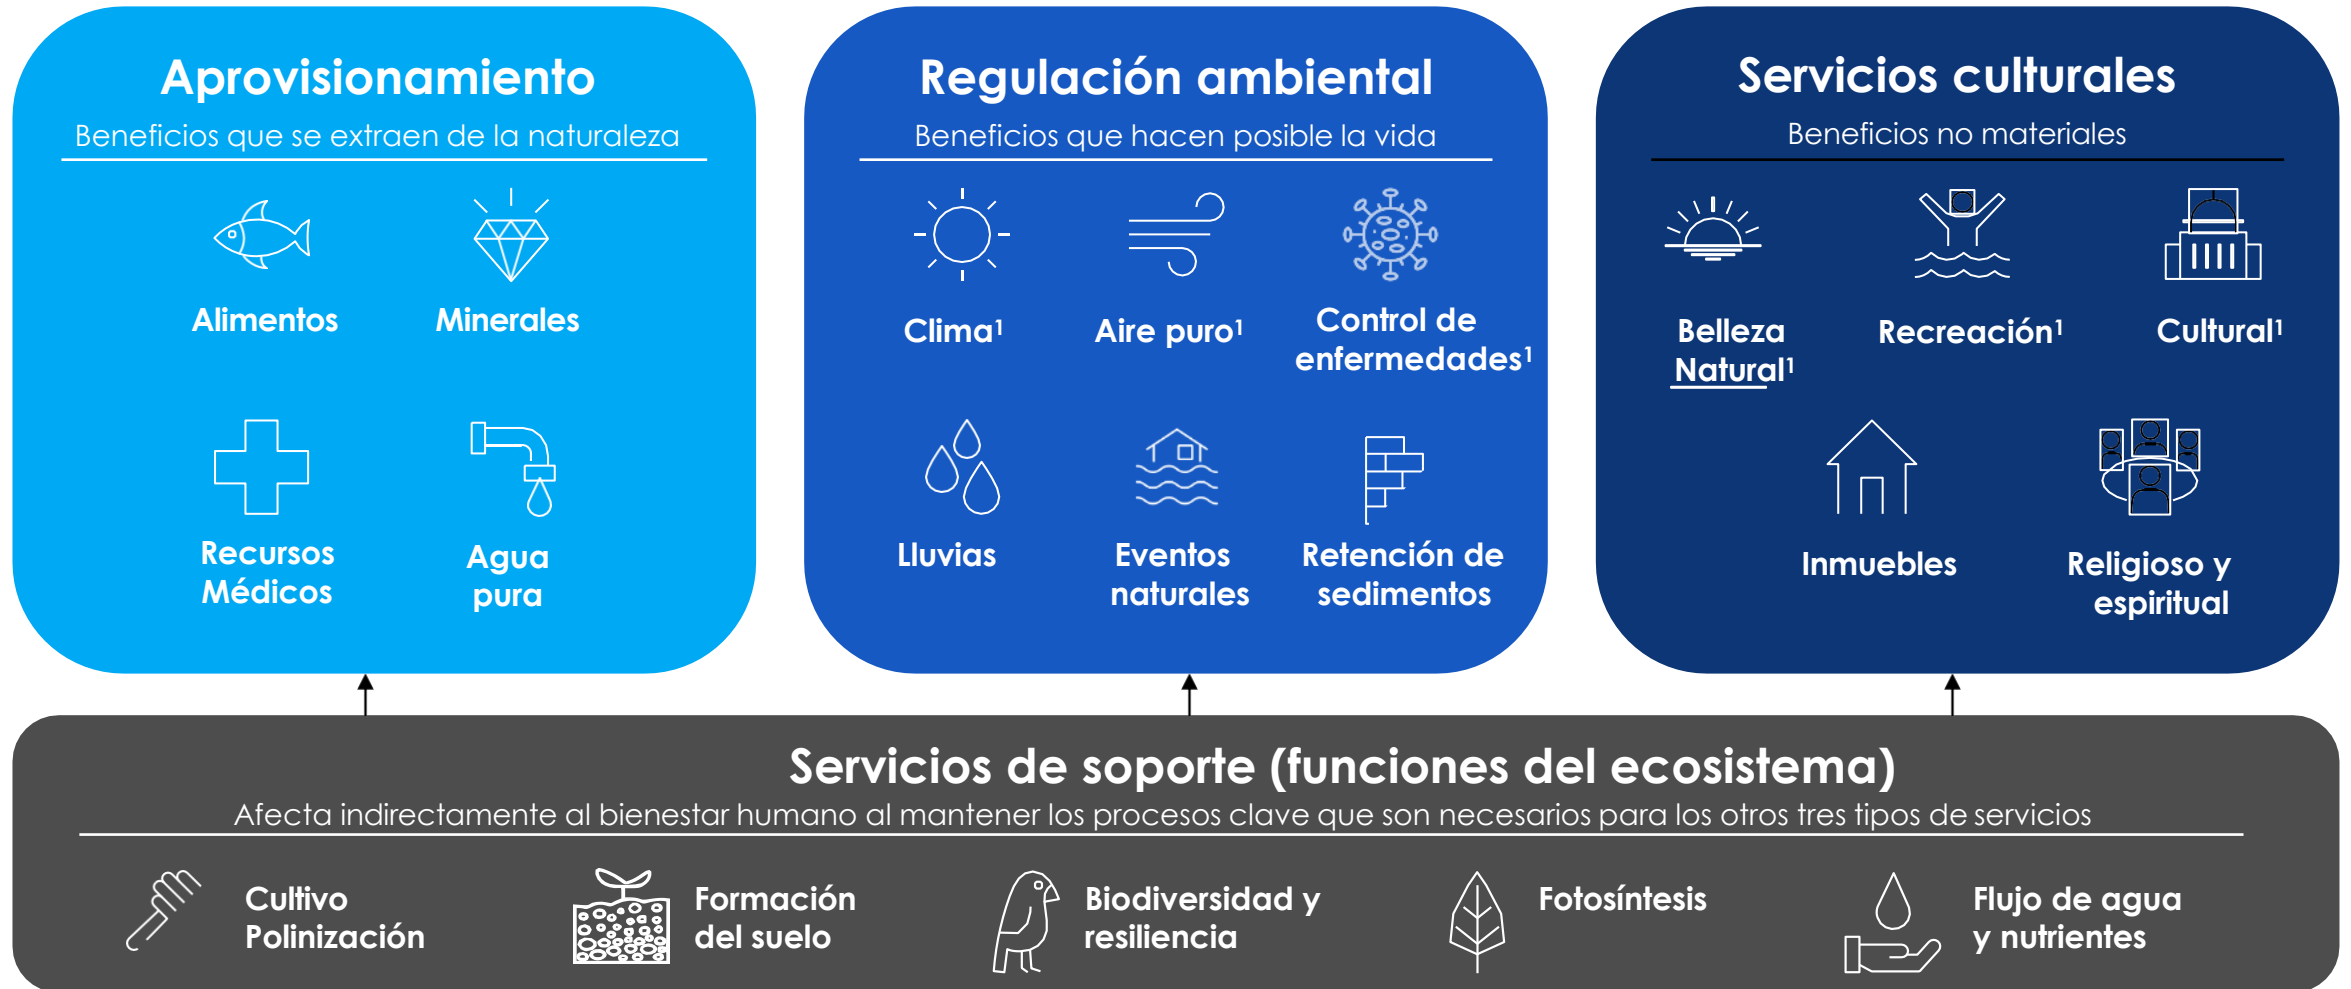 Aprovisionamiento
Beneficios que se extraen de la naturaleza
Alimentos
Minerales
Recursos
Médicos
Agua
pura
Regulación ambiental
Beneficios que hacen posible la vida
Clima¹
Aire puro¹
Control de
enfermedades¹
Lluvias
Eventos
naturales
Retención de
sedimentos
Servicios culturales
Beneficios no materiales
Belleza
Natural¹
Recreación¹
Cultural¹
Inmuebles
Religioso y
espiritual
Servicios de soporte (funciones del ecosistema)
Afecta indirectamente al bienestar humano al mantener los procesos clave que son necesarios para los otros tres tipos de servicios
Cultivo
Polinización
Formación
del suelo
Biodiversidad y
resiliencia
Fotosíntesis
Flujo de agua
y nutrientes